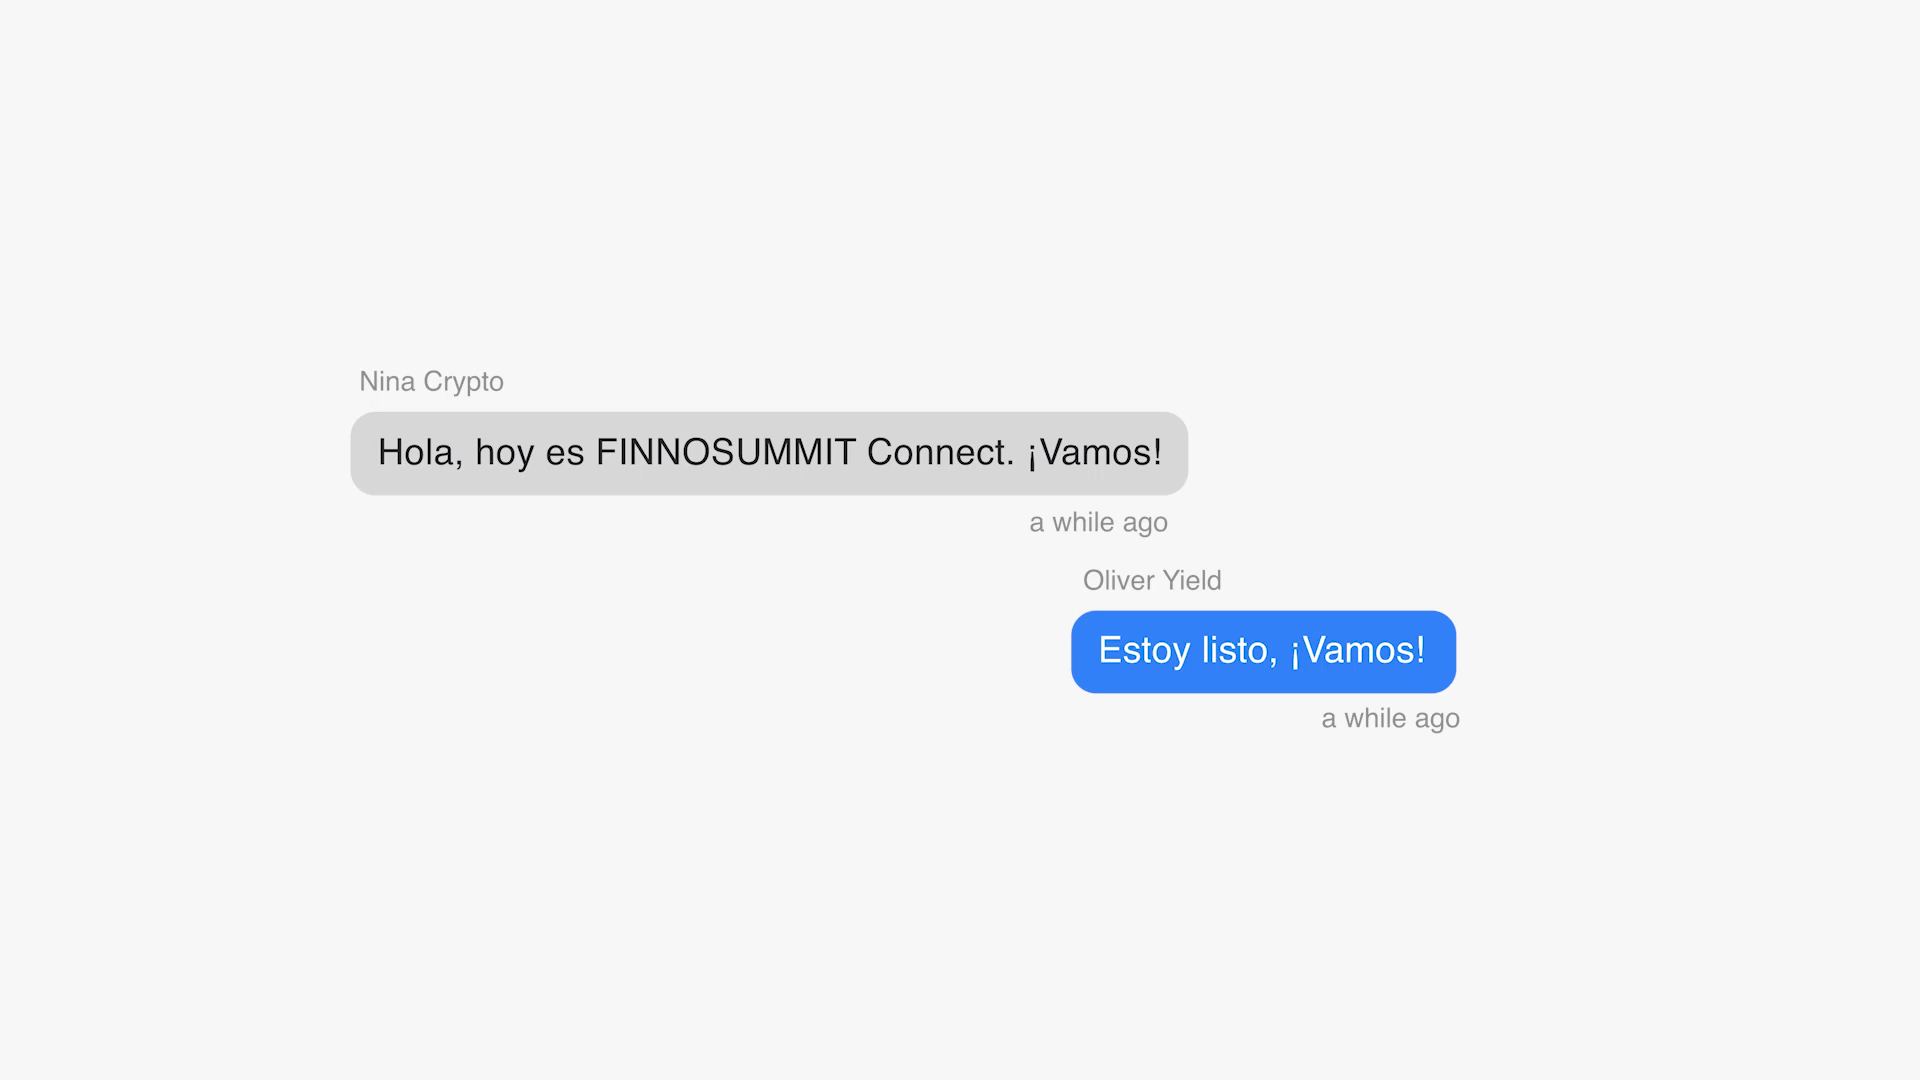 Nina Crypto
Hola, hoy es FINNOSUMMIT Connect. ¡Vamos!
a while ago
Oliver Yield
Estoy listo, ¡Vamos!
a while ago